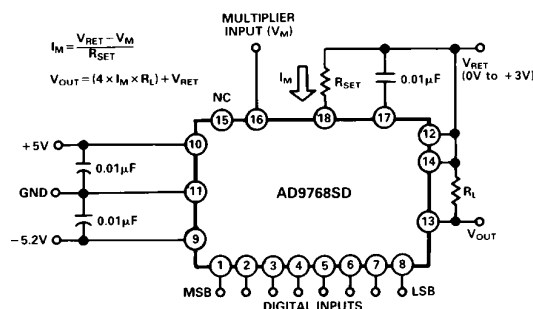 MULTIPLIER
INPUT (V_M)
I_M = V_RET − V_M / R_SET
V_OUT = (4 × I_M × R_L) + V_RET
I_M
R_SET
0.01µF
V_RET
(0V to +3V)
NC
15
16
18
17
+5V
10
12
0.01µF
14
GND
11
AD9768SD
R_L
0.01µF
13
−5.2V
9
V_OUT
1
2
3
4
5
6
7
8
MSB
LSB
DIGITAL INPUTS